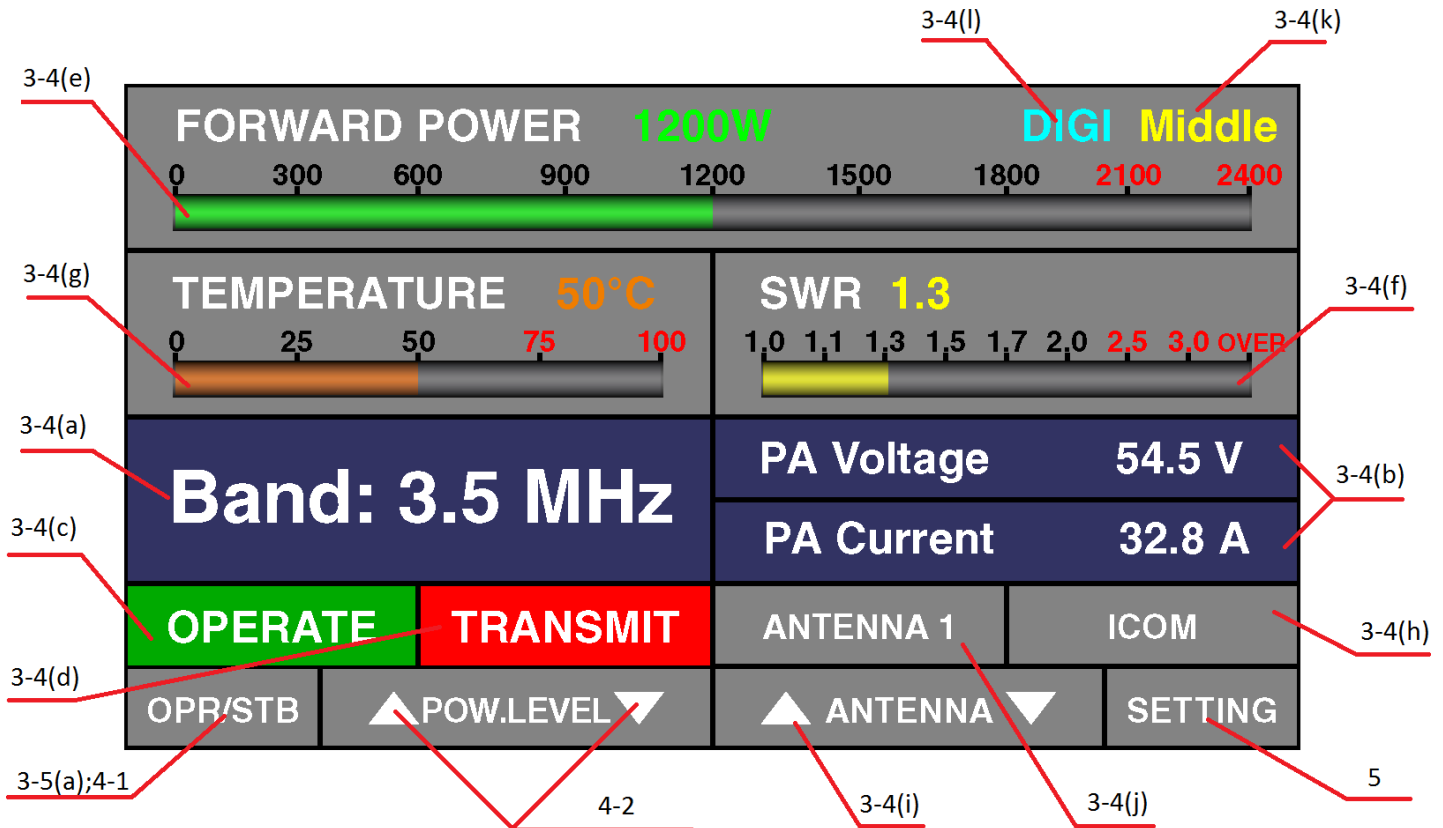 3-4(l) 3-4(k)
3-4(e)
FORWARD POWER 1200W DIGI Middle
0 300 600 900 1200 1500 1800 2100 2400
3-4(g)
TEMPERATURE 50°C
0 25 50 75 100
SWR 1.3
1.0 1.1 1.3 1.5 1.7 2.0 2.5 3.0 OVER
3-4(f)
3-4(a)
Band: 3.5 MHz
PA Voltage 54.5 V
PA Current 32.8 A
3-4(b)
3-4(c)
OPERATE TRANSMIT ANTENNA 1 ICOM
3-4(h)
3-4(d)
OPR/STB ▲POW.LEVEL▼ ▲ ANTENNA ▼ SETTING
3-5(a);4-1 4-2 3-4(i) 3-4(j) 5